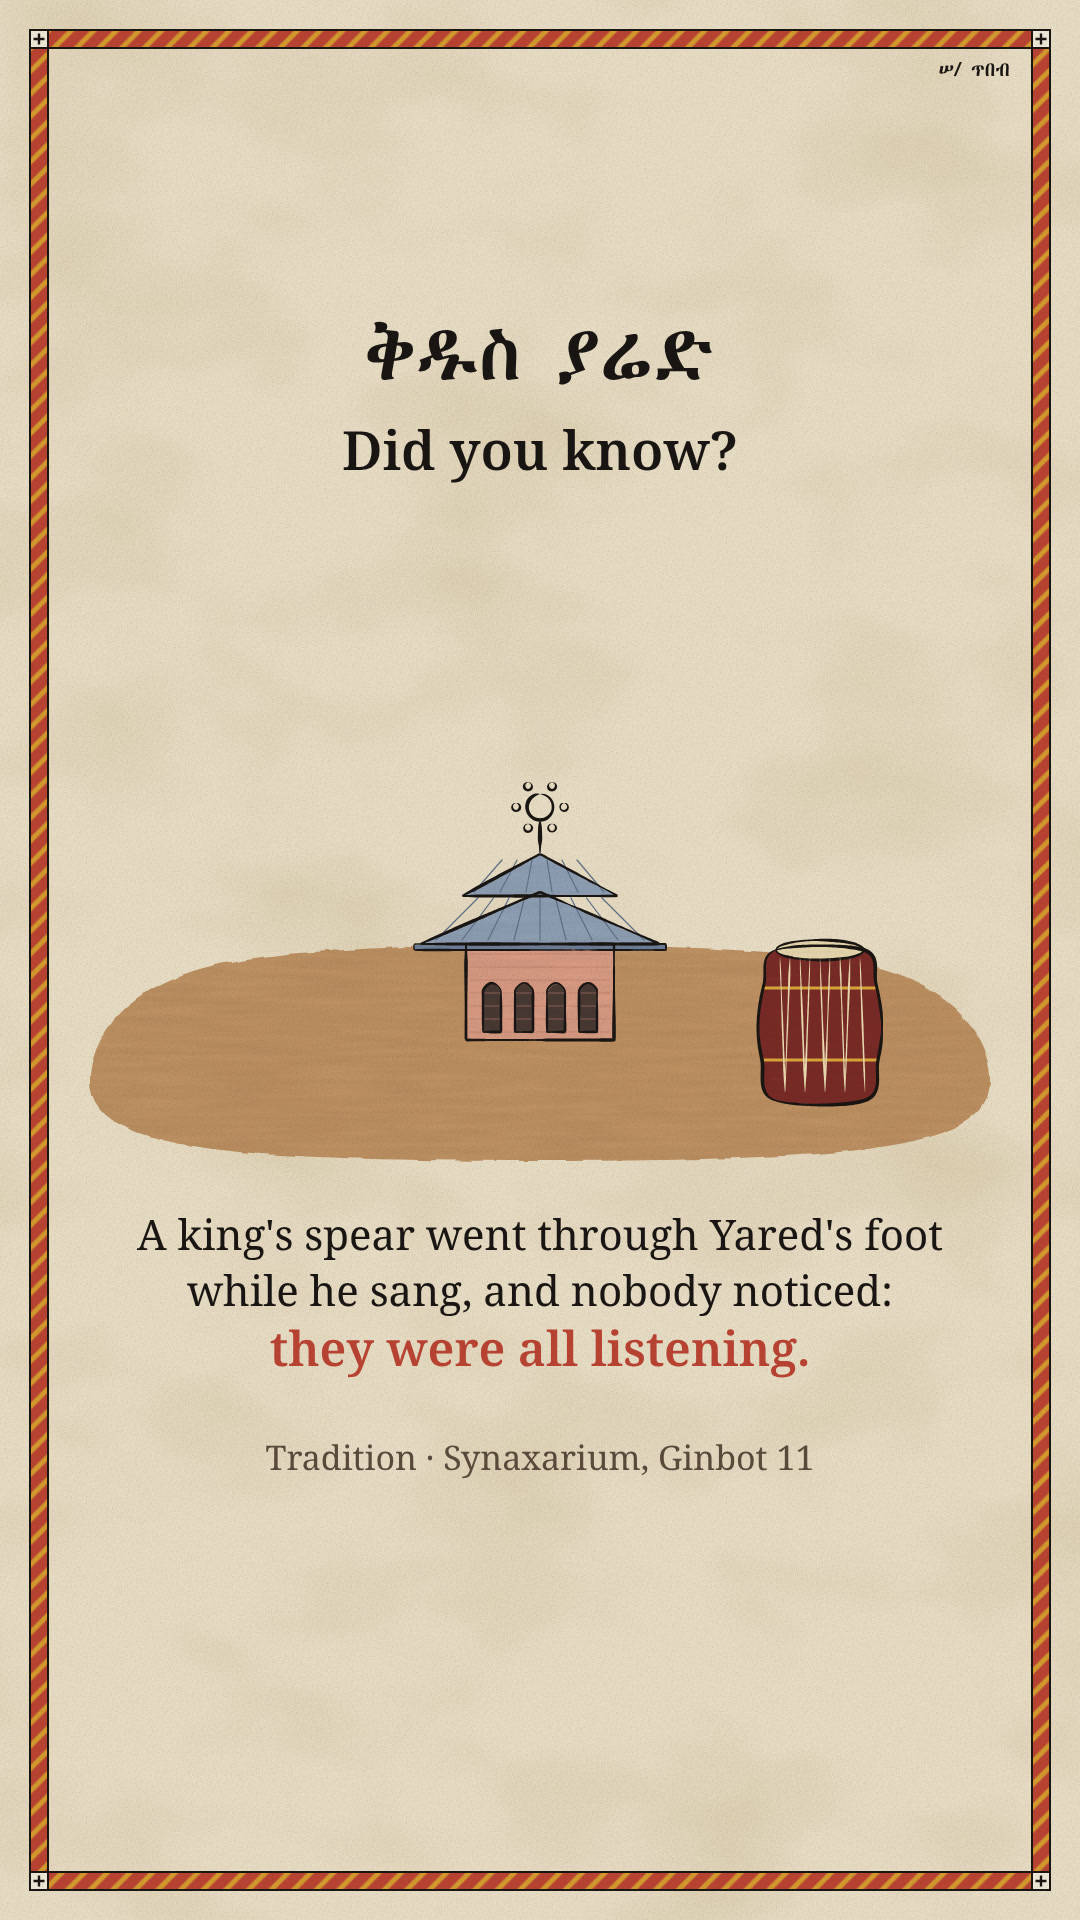 ሠ/ ጥበብ
ቅዱስ ያሬድ
Did you know?
A king's spear went through Yared's foot
while he sang, and nobody noticed:
they were all listening.
Tradition · Synaxarium, Ginbot 11